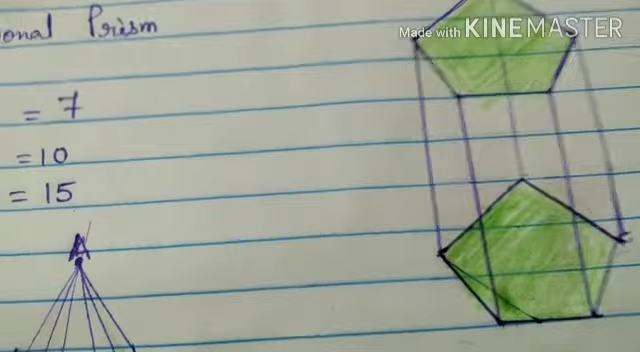 onal Prism
Made with KINEMASTER
= 7
= 10
= 15
A